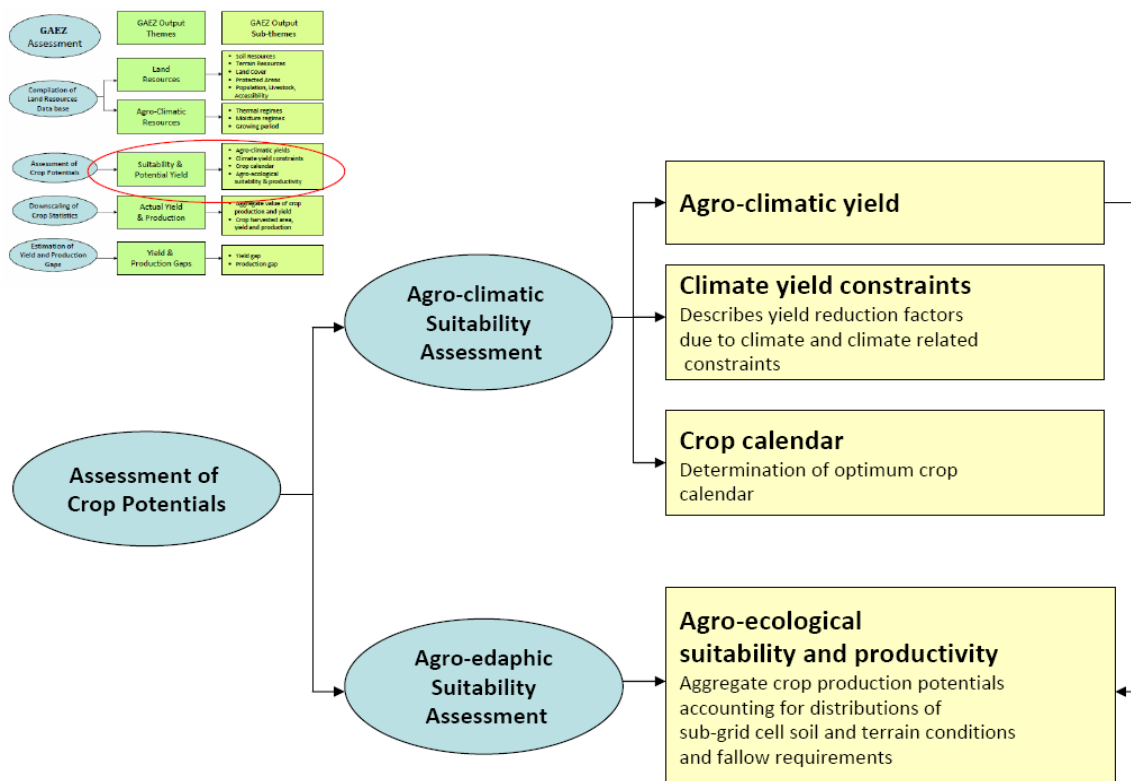 GAEZ
Assessment
GAEZ Output
Themes
GAEZ Output
Sub-themes
Compilation of
Land Resources
Data base
Land
Resources
• Soil Resources
• Terrain Resources
• Land Cover
• Protected Areas
• Population, Livestock,
Accessibility
Agro-Climatic
Resources
• Thermal regimes
• Moisture regimes
• Growing period
Assessment of
Crop Potentials
Suitability &
Potential Yield
• Agro-climatic yields
• Climate yield constraints
• Crop calendar
• Agro-ecological
suitability & productivity
Downscaling of
Crop Statistics
Actual Yield
& Production
• Aggregate value of crop
production and yield
• Crop harvested area,
yield and production
Estimation of
Yield and Production
Gaps
Yield &
Production Gaps
• Yield gap
• Production gap
Assessment of
Crop Potentials
Agro-climatic
Suitability
Assessment
Agro-climatic yield
Climate yield constraints
Describes yield reduction factors
due to climate and climate related
constraints
Crop calendar
Determination of optimum crop
calendar
Agro-edaphic
Suitability
Assessment
Agro-ecological
suitability and productivity
Aggregate crop production potentials
accounting for distributions of
sub-grid cell soil and terrain conditions
and fallow requirements